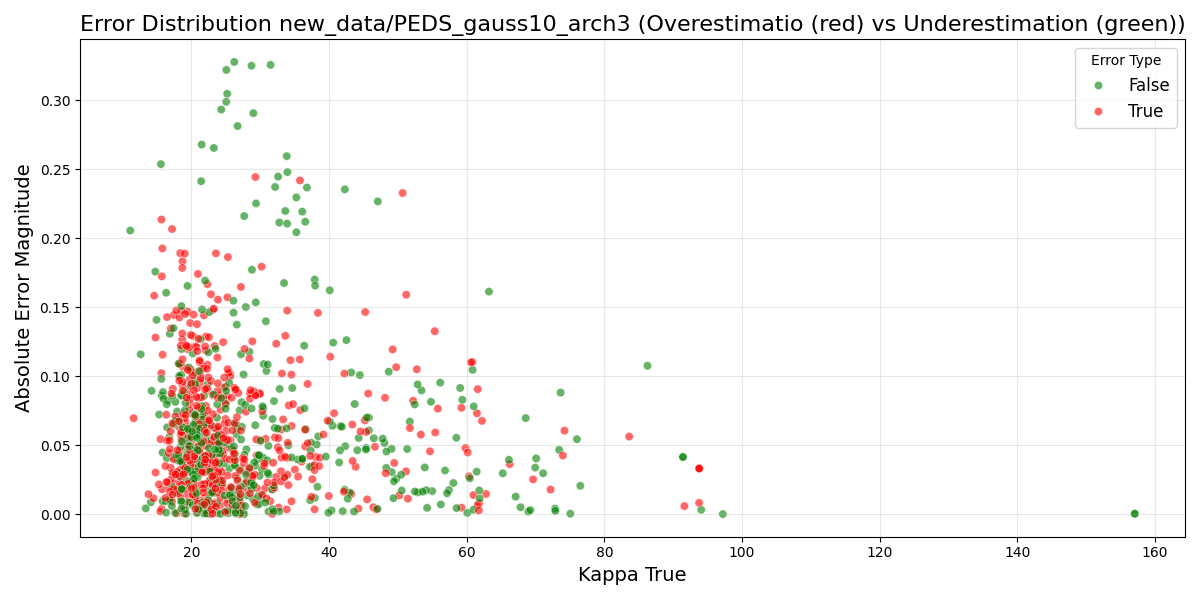 Error Distribution new_data/PEDS_gauss10_arch3 (Overestimatio (red) vs Underestimation (green))
Error Type
False
True
Absolute Error Magnitude
0.30
0.25
0.20
0.15
0.10
0.05
0.00
20
40
60
80
100
120
140
160
Kappa True